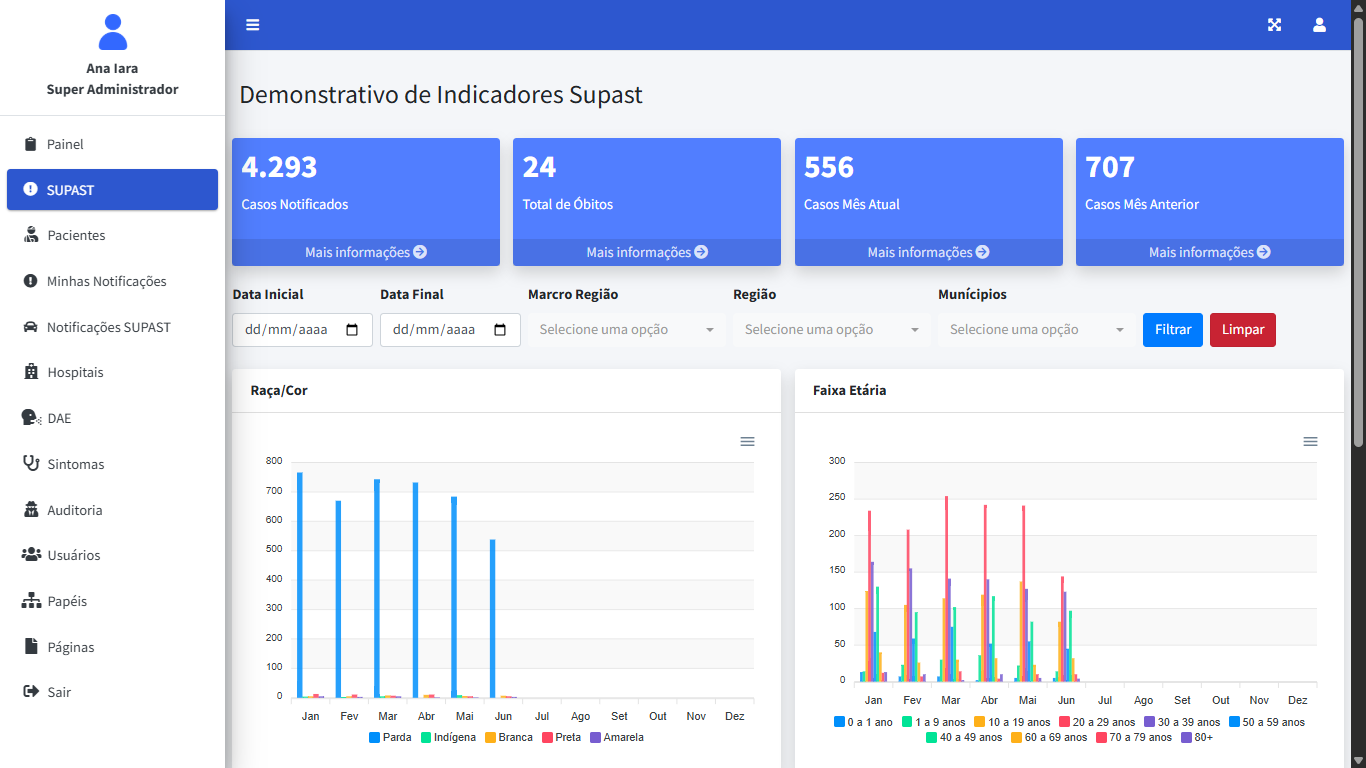 Ana Iara
Super Administrador
Painel
SUPAST
Pacientes
Minhas Notificações
Notificações SUPAST
Hospitais
DAE
Sintomas
Auditoria
Usuários
Papéis
Páginas
Sair
Demonstrativo de Indicadores Supast
4.293
Casos Notificados
Mais informações
24
Total de Óbitos
Mais informações
556
Casos Mês Atual
Mais informações
707
Casos Mês Anterior
Mais informações
Data Inicial
dd/mm/aaaa
Data Final
dd/mm/aaaa
Marcro Região
Selecione uma opção
Região
Selecione uma opção
Munícipios
Selecione uma opção
Filtrar
Limpar
Raça/Cor
800
700
600
500
400
300
200
100
0
Jan Fev Mar Abr Mai Jun Jul Ago Set Out Nov Dez
Parda Indígena Branca Preta Amarela
Faixa Etária
300
250
200
150
100
50
0
Jan Fev Mar Abr Mai Jun Jul Ago Set Out Nov Dez
0 a 1 ano 1 a 9 anos 10 a 19 anos 20 a 29 anos 30 a 39 anos 50 a 59 anos
40 a 49 anos 60 a 69 anos 70 a 79 anos 80+